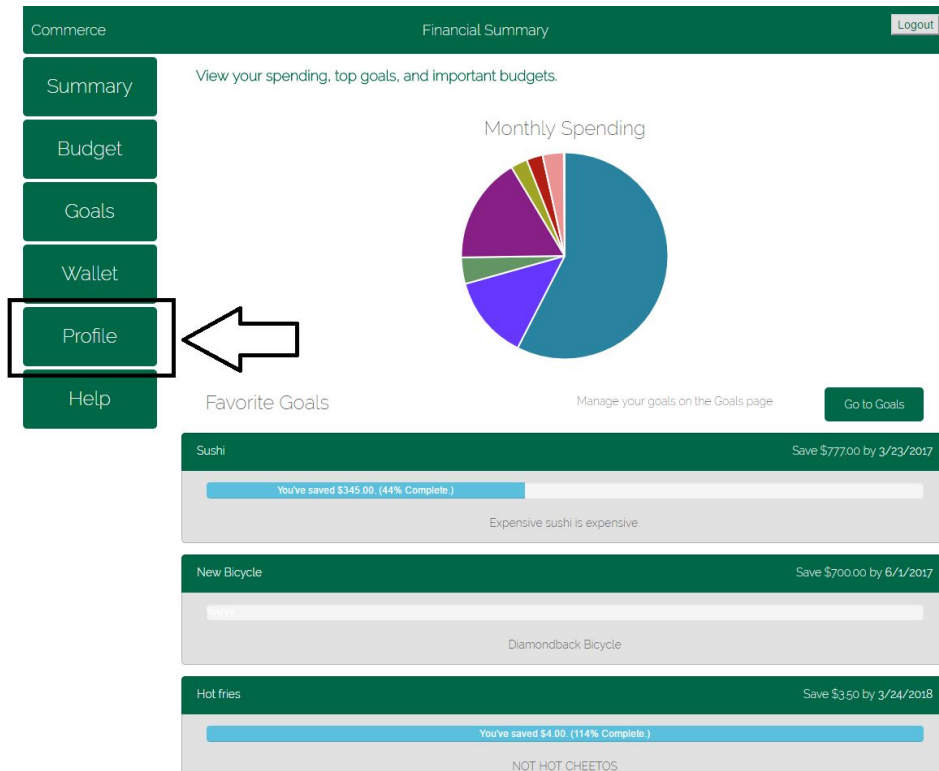 Commerce
Financial Summary
Logout
Summary
Budget
Goals
Wallet
Profile
Help
View your spending, top goals, and important budgets.
Monthly Spending
Favorite Goals
Manage your goals on the Goals page
Go to Goals
Sushi
Save $777.00 by 3/23/2017
You've saved $345.00. (44% Complete.)
Expensive sushi is expensive.
New Bicycle
Save $700.00 by 6/1/2017
You've
Diamondback Bicycle
Hot fries
Save $3.50 by 3/24/2018
You've saved $4.00. (114% Complete.)
NOT HOT CHEETOS